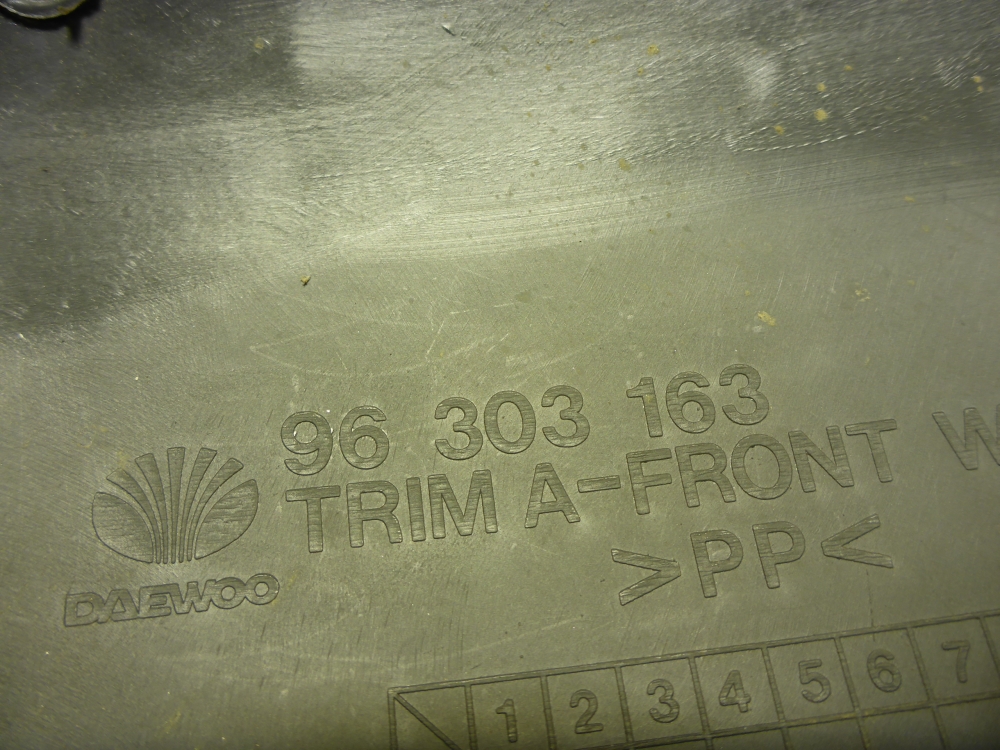 96 303 163
TRIM A-FRONT W
DAEWOO
>PP<
1 2 3 4 5 6 7